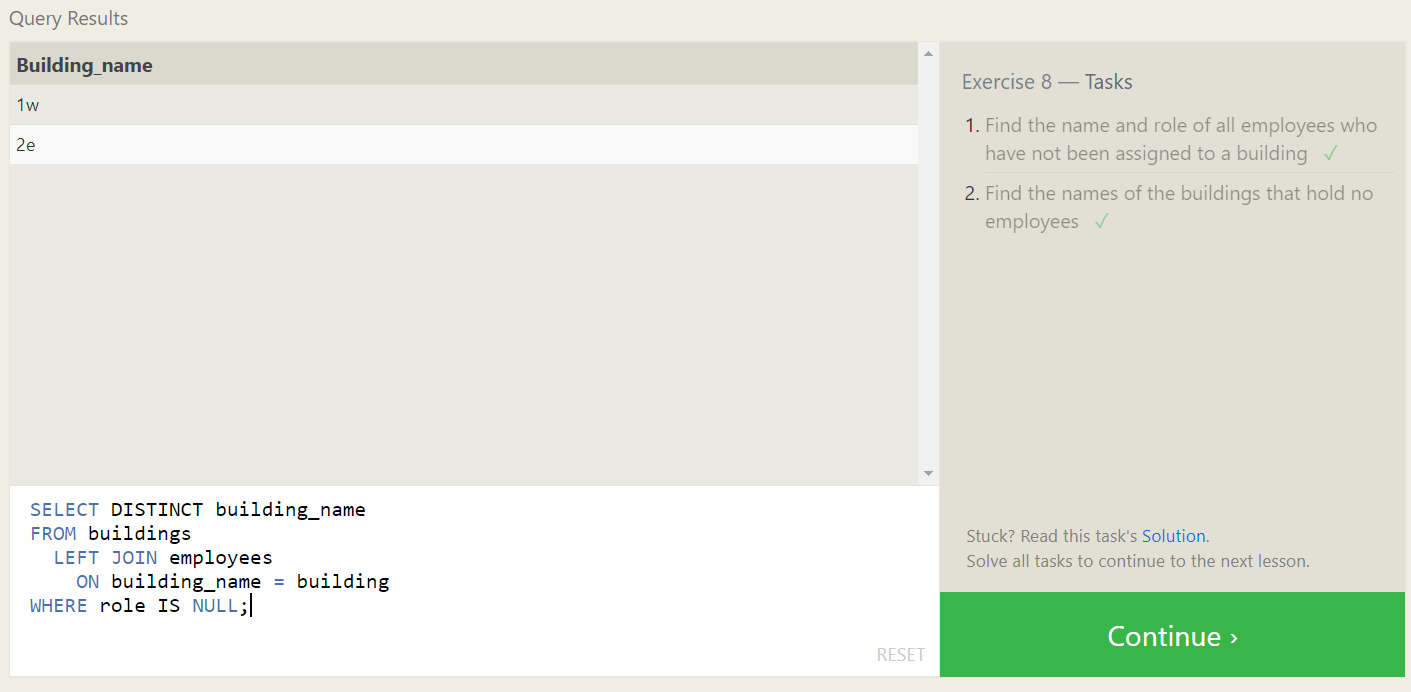 Query Results
Building_name
1w
2e
SELECT DISTINCT building_name
FROM buildings
  LEFT JOIN employees
    ON building_name = building
WHERE role IS NULL;
RESET
Exercise 8 — Tasks
1. Find the name and role of all employees who
have not been assigned to a building ✓
2. Find the names of the buildings that hold no
employees ✓
Stuck? Read this task's Solution.
Solve all tasks to continue to the next lesson.
Continue ›